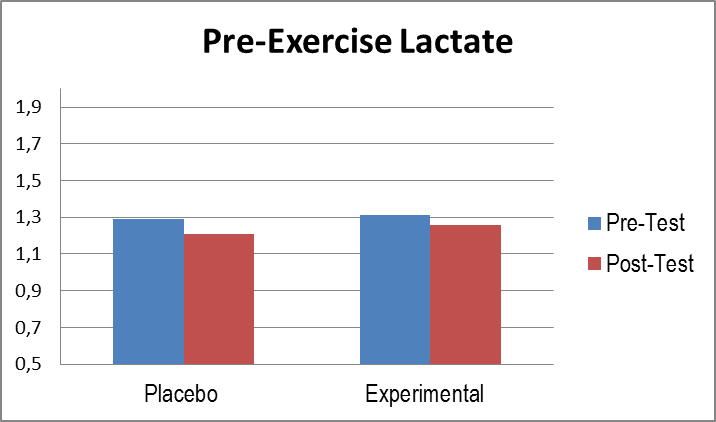 Pre-Exercise Lactate
1,9
1,7
1,5
1,3
1,1
0,9
0,7
0,5
Pre-Test
Post-Test
Placebo
Experimental